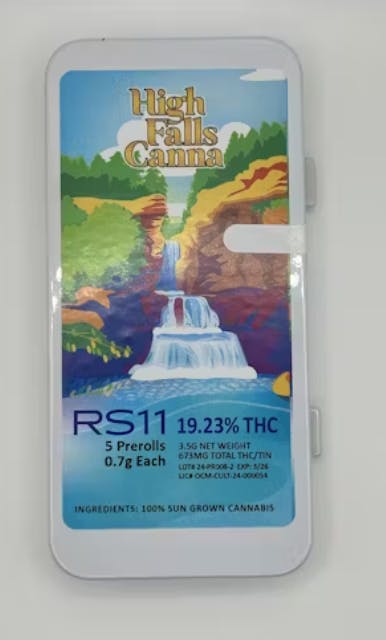 High
Falls
Canna
RS11 19.23% THC
5 Prerolls
0.7g Each
3.5G NET WEIGHT
673MG TOTAL THC/TIN
LOT# 24-PR008-2 EXP: 5/26
LIC# OCM-CULT-24-000054
INGREDIENTS: 100% SUN GROWN CANNABIS